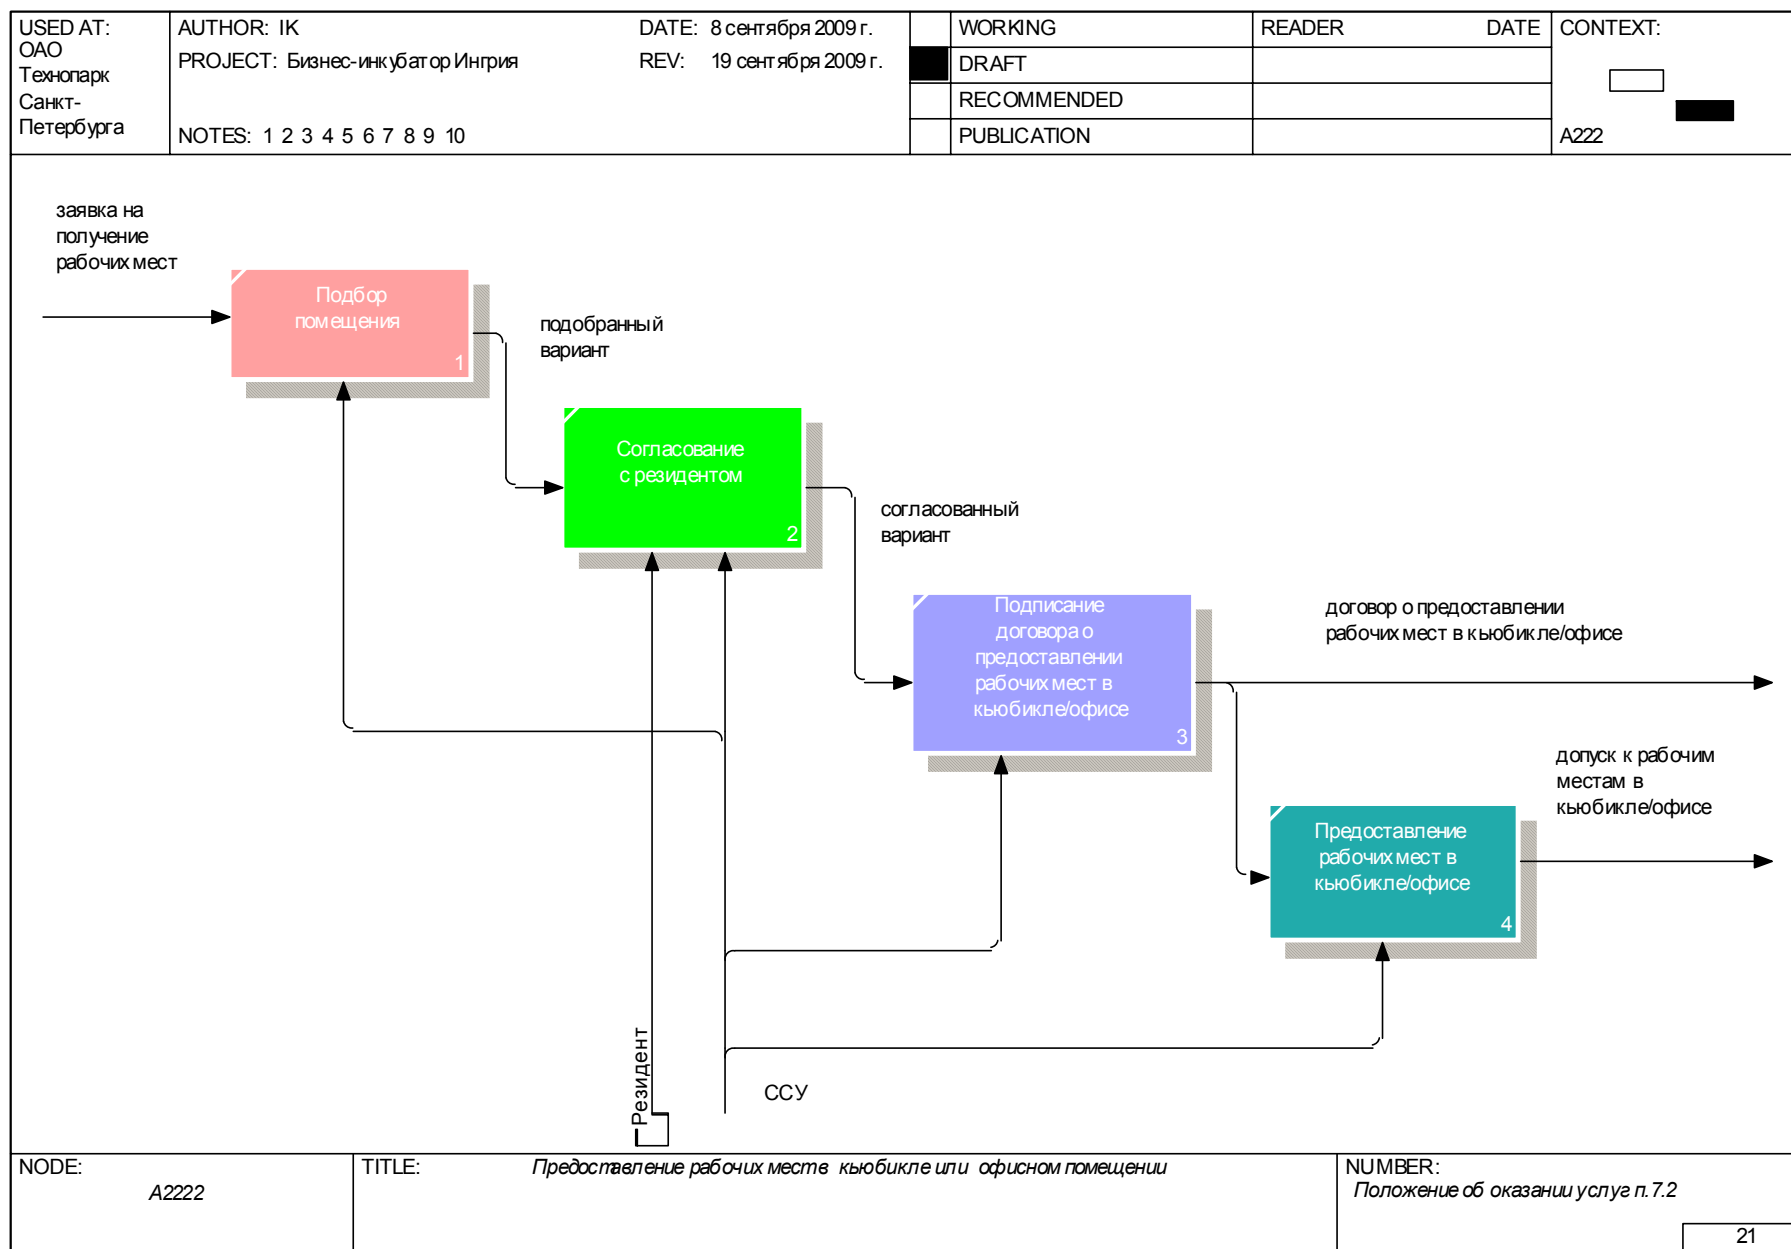 USED AT:
ОАО
Технопарк
Санкт-
Петербурга
AUTHOR: IK
DATE: 8 сентября 2009 г.
PROJECT: Бизнес-инкубатор Ингрия
REV: 19 сентября 2009 г.
NOTES: 1 2 3 4 5 6 7 8 9 10
WORKING
DRAFT
RECOMMENDED
PUBLICATION
READER DATE
CONTEXT:
A222
заявка на
получение
рабочих мест
Подбор
помещения
1
подобранный
вариант
Согласование
с резидентом
2
согласованный
вариант
Подписание
договора о
предоставлении
рабочих мест в
кьюбикле/офисе
3
договор о предоставлении
рабочих мест в кьюбикле/офисе
допуск к рабочим
местам в
кьюбикле/офисе
Предоставление
рабочих мест в
кьюбикле/офисе
4
Резидент
ССУ
NODE:
A2222
TITLE:
Предоставление рабочих мест в кьюбикле или офисном помещении
NUMBER:
Положение об оказании услуг п.7.2
21